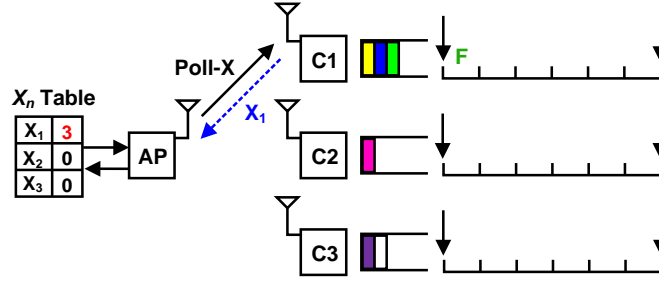 Poll-X
C1
F
X₁
Xₙ Table
X₁ 3
X₂ 0
X₃ 0
AP
C2
C3